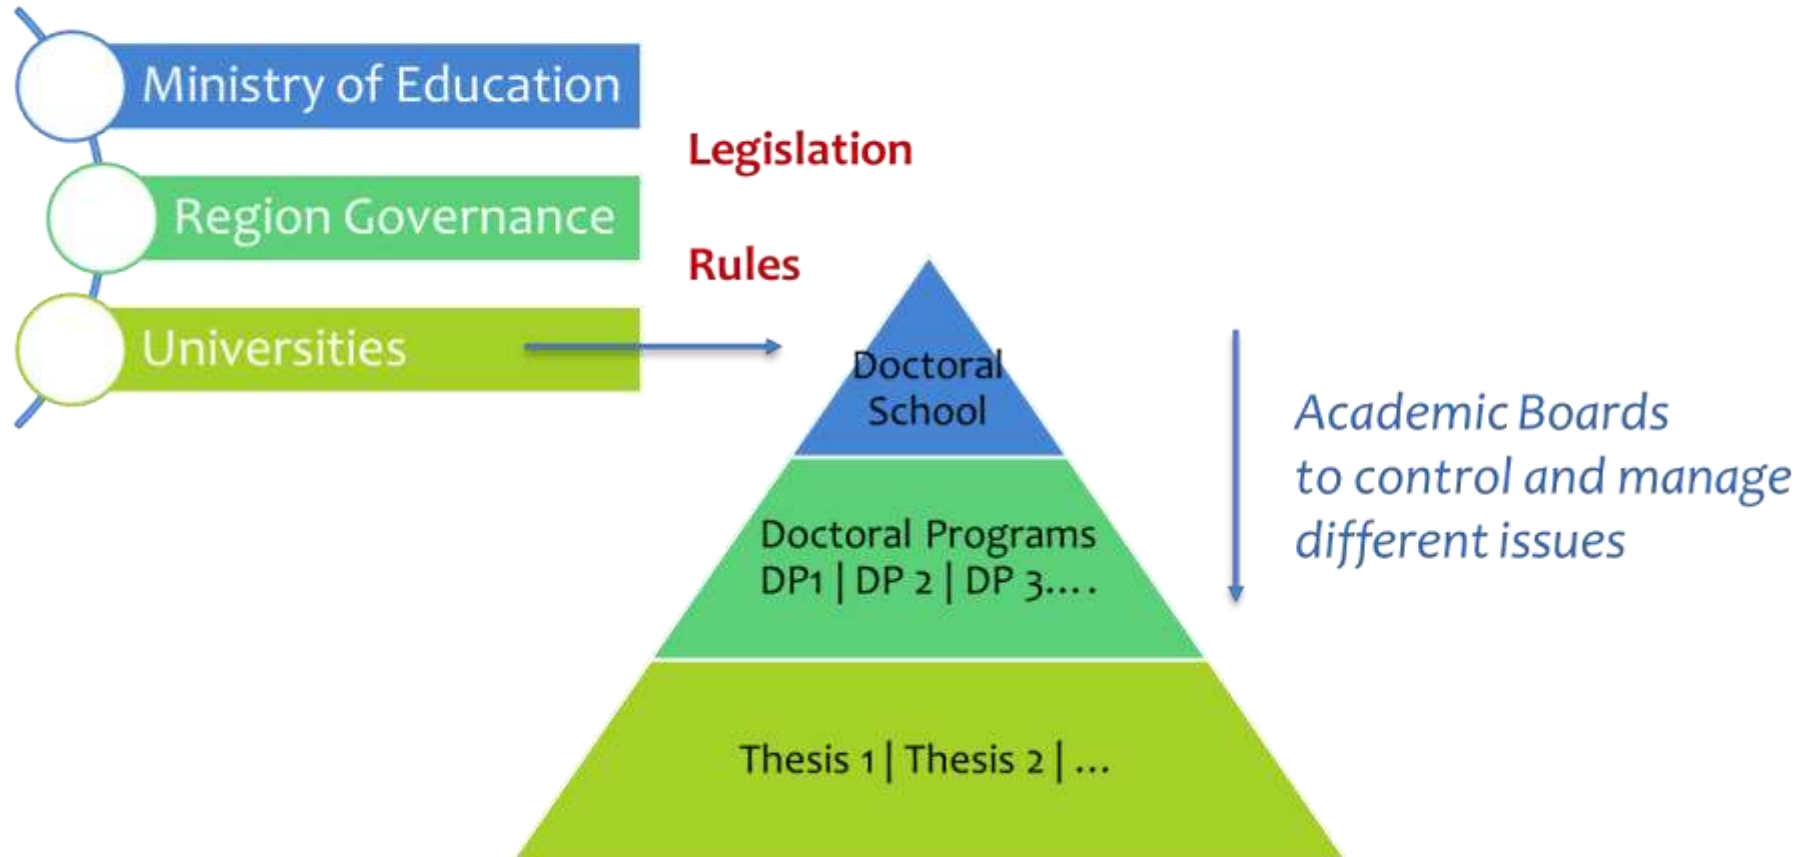 Ministry of Education
Region Governance
Universities
Legislation
Rules
Doctoral
School
Doctoral Programs
DP1 | DP 2 | DP 3….
Thesis 1 | Thesis 2 | …
Academic Boards
to control and manage
different issues